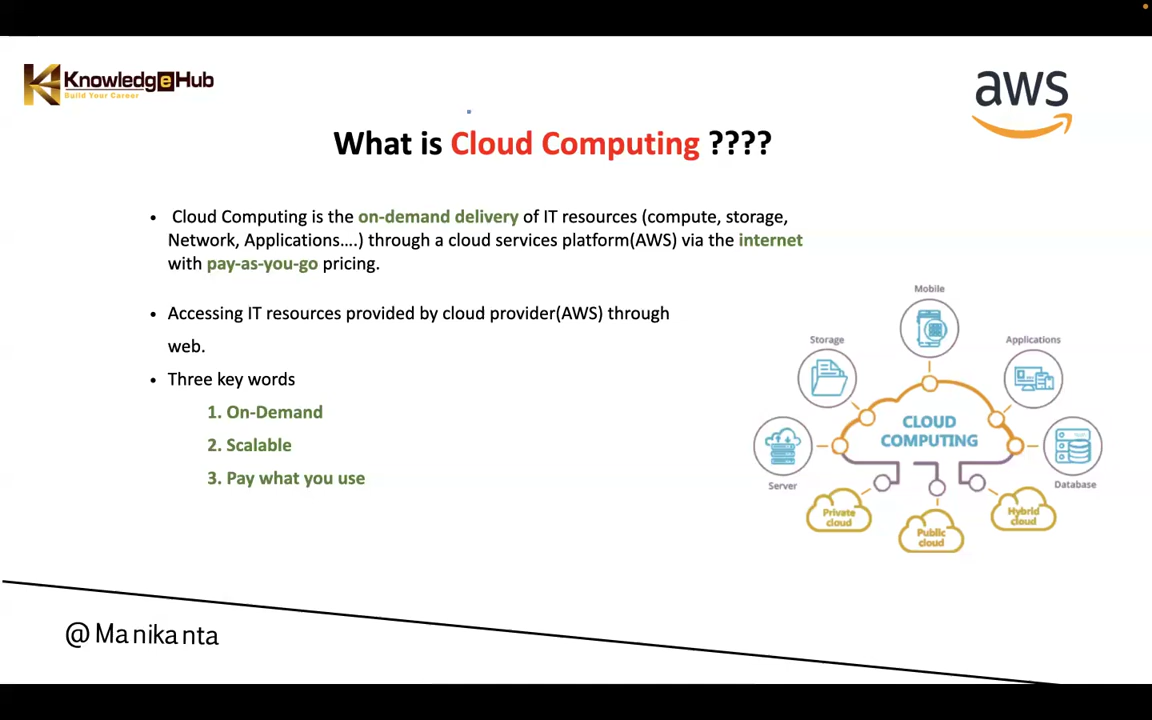 KnowledgeHub
Build Your Career
aws
What is Cloud Computing ????
• Cloud Computing is the on-demand delivery of IT resources (compute, storage,
Network, Applications....) through a cloud services platform(AWS) via the internet
with pay-as-you-go pricing.
• Accessing IT resources provided by cloud provider(AWS) through
web.
• Three key words
1. On-Demand
2. Scalable
3. Pay what you use
Mobile
Storage
Applications
CLOUD
COMPUTING
Server
Database
Private
cloud
Public
cloud
Hybrid
cloud
@Manikanta